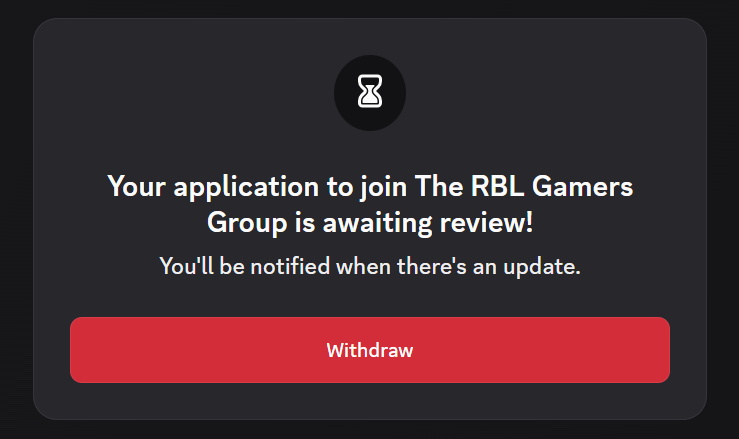 Your application to join The RBL Gamers
Group is awaiting review!
You'll be notified when there's an update.
Withdraw